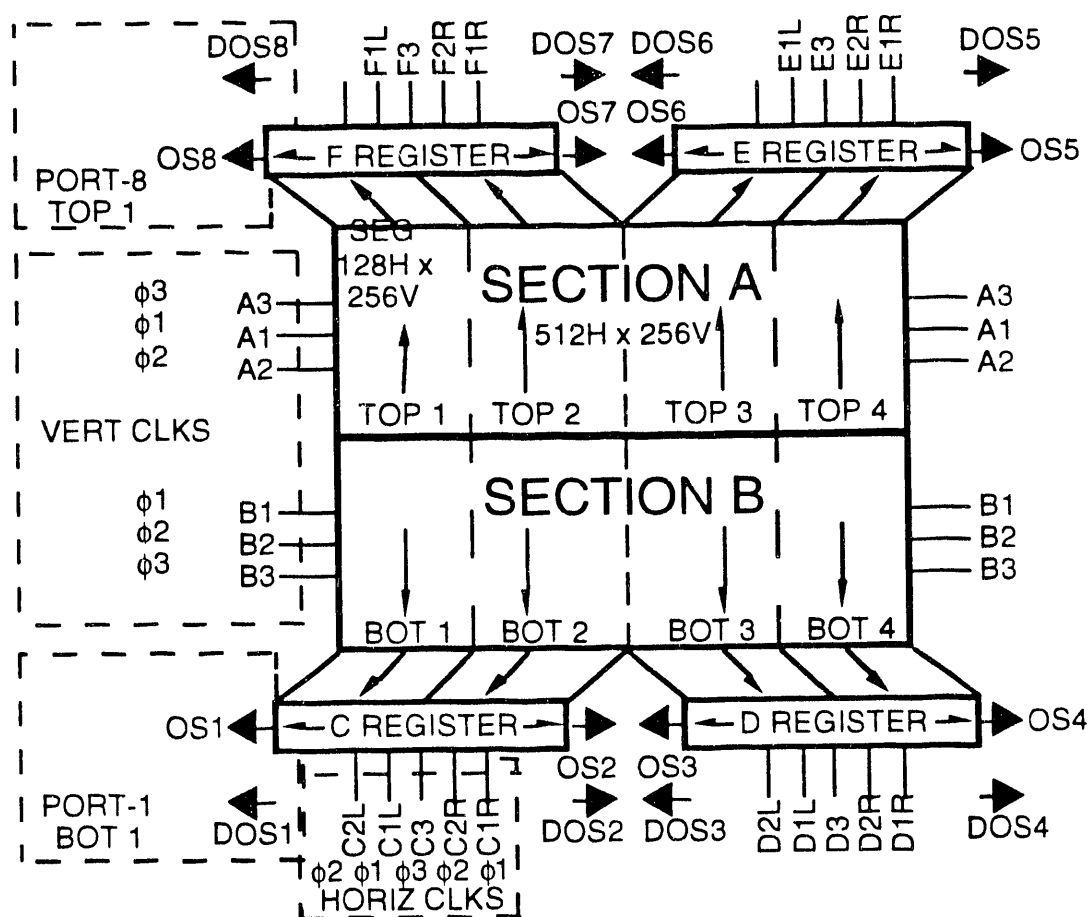 DOS8
F1L
F3
F2R
F1R
DOS7
DOS6
E1L
E3
E2R
E1R
DOS5
OS7
OS6
OS8
F REGISTER
E REGISTER
OS5
PORT-8
TOP 1
SEG
128H x
256V
SECTION A
512H x 256V
ϕ3
ϕ1
ϕ2
A3
A1
A2
A3
A1
A2
TOP 1
TOP 2
TOP 3
TOP 4
VERT CLKS
SECTION B
ϕ1
ϕ2
ϕ3
B1
B2
B3
B1
B2
B3
BOT 1
BOT 2
BOT 3
BOT 4
OS1
C REGISTER
D REGISTER
OS4
OS2
OS3
PORT-1
BOT 1
DOS1
C2L
C1L
C3
C2R
C1R
DOS2
DOS3
D2L
D1L
D3
D2R
D1R
DOS4
ϕ2 ϕ1 ϕ3 ϕ2 ϕ1
HORIZ CLKS